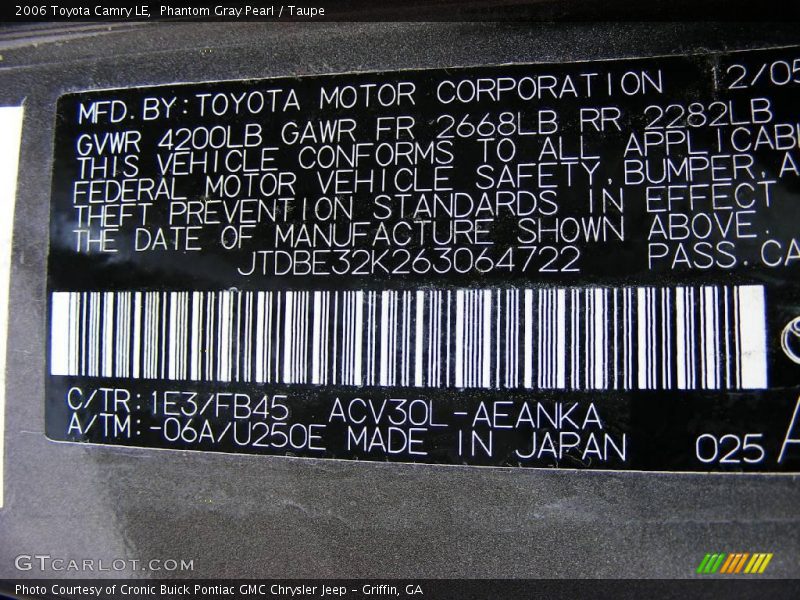 2006 Toyota Camry LE, Phantom Gray Pearl / Taupe
MFD. BY: TOYOTA MOTOR CORPORATION 2/05
GVWR 4200LB GAWR FR 2668LB RR 2282LB
THIS VEHICLE CONFORMS TO ALL APPLICABL
FEDERAL MOTOR VEHICLE SAFETY, BUMPER, A
THEFT PREVENTION STANDARDS IN EFFECT
THE DATE OF MANUFACTURE SHOWN ABOVE.
JTDBE32K263064722 PASS. CA
C/TR: 1E3/FB45 ACV30L-AEANKA
A/TM: -06A/U250E MADE IN JAPAN 025 A
GTCARLOT.COM
Photo Courtesy of Cronic Buick Pontiac GMC Chrysler Jeep - Griffin, GA